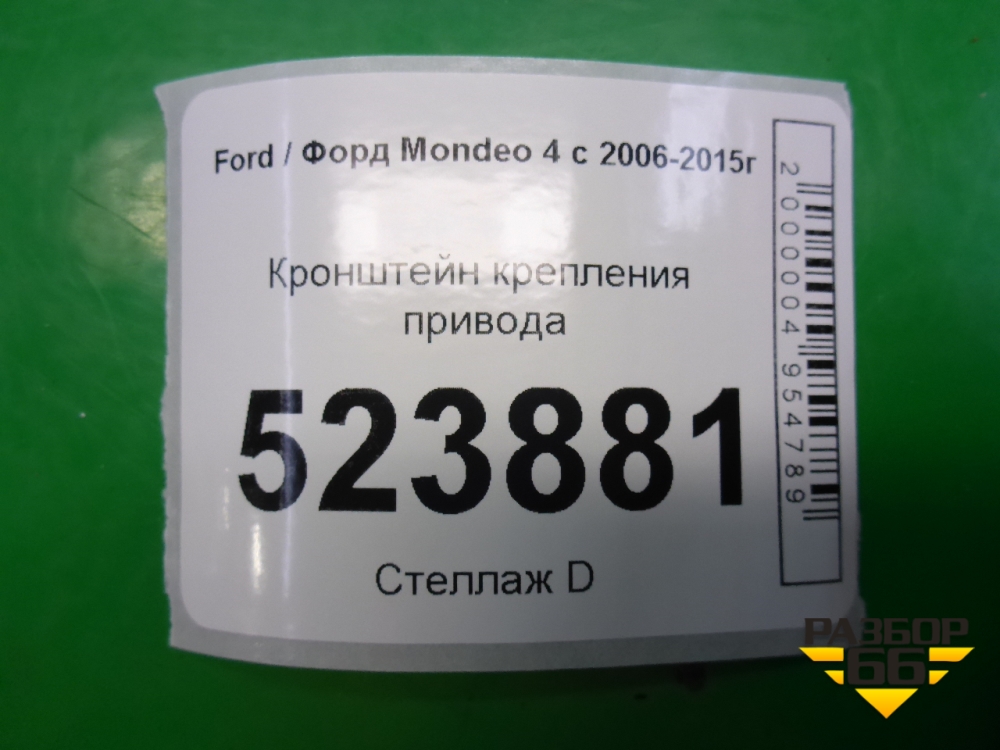 Ford / Форд Mondeo 4 с 2006-2015г
Кронштейн крепления
привода
523881
Стеллаж D
2000004954789
РАЗБОР
66